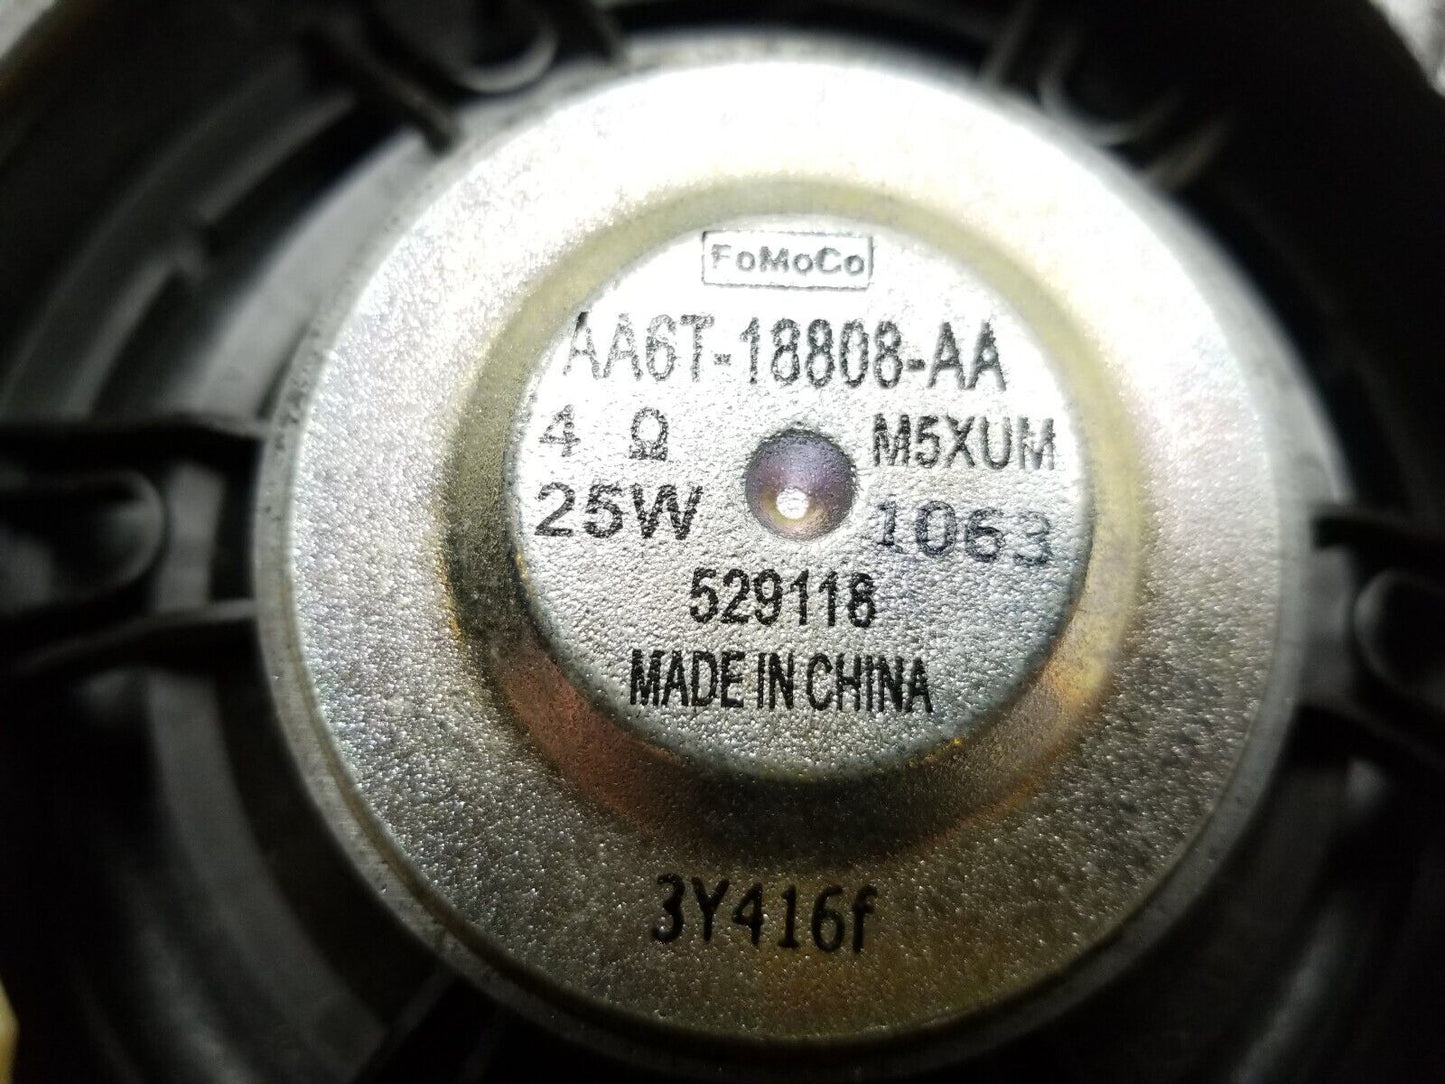 FoMoCo
AA6T-18808-AA
4 Ω M5XUM
25W 1063
529118
MADE IN CHINA
3Y416f